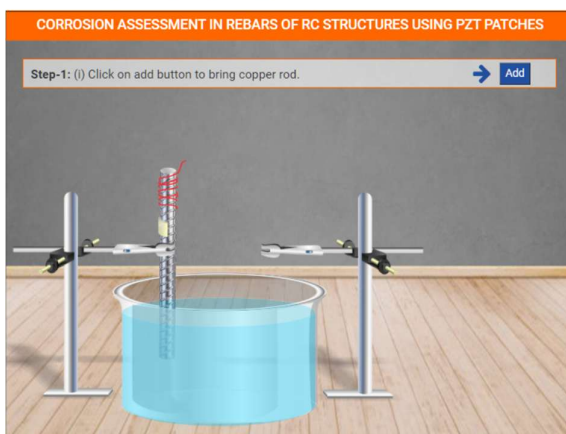 CORROSION ASSESSMENT IN REBARS OF RC STRUCTURES USING PZT PATCHES
Step-1: (i) Click on add button to bring copper rod.
Add